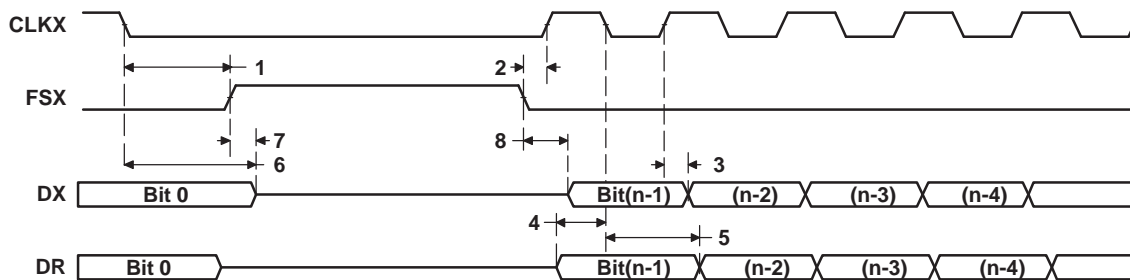 CLKX
1
2
FSX
7
8
6
3
DX
Bit 0
Bit(n-1)
(n-2)
(n-3)
(n-4)
4
5
DR
Bit 0
Bit(n-1)
(n-2)
(n-3)
(n-4)